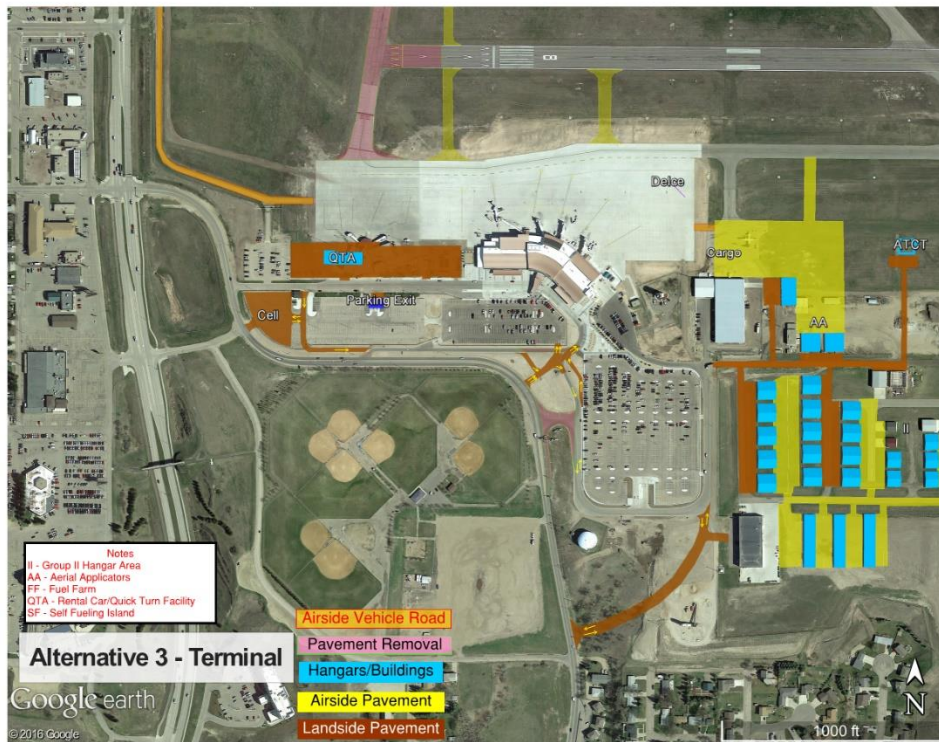 8
Deice
Cargo
ATCT
QTA
Parking Exit
Cell
AA
Notes
II - Group II Hangar Area
AA - Aerial Applicators
FF - Fuel Farm
QTA - Rental Car/Quick Turn Facility
SF - Self Fueling Island
Airside Vehicle Road
Pavement Removal
Hangars/Buildings
Airside Pavement
Landside Pavement
Alternative 3 - Terminal
Google earth
© 2016 Google
N
1000 ft